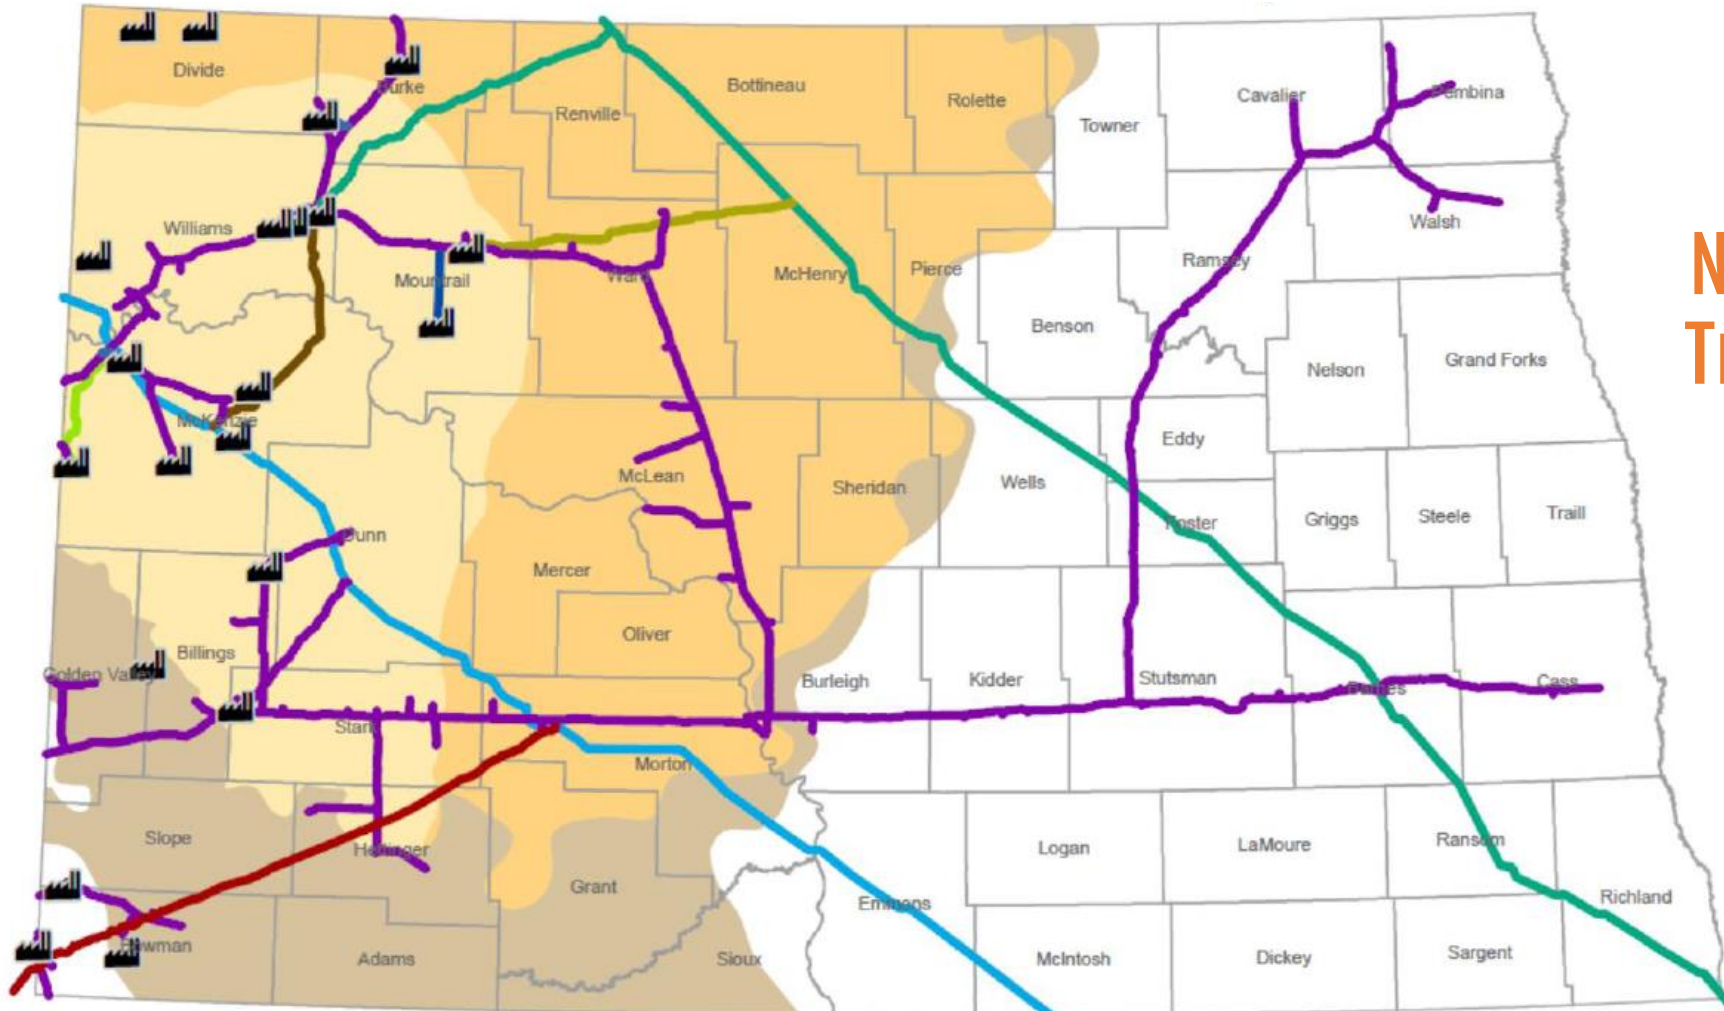 Divide
Burke
Renville
Bottineau
Rolette
Towner
Cavalier
Pembina
Williams
Mountrail
Ward
McHenry
Pierce
Ramsey
Walsh
Benson
Nelson
Grand Forks
McKenzie
McLean
Sheridan
Wells
Eddy
Foster
Griggs
Steele
Traill
Dunn
Mercer
Oliver
Billings
Golden Valley
Burleigh
Kidder
Stutsman
Barnes
Cass
Stark
Morton
Slope
Hettinger
Grant
Emmons
Logan
LaMoure
Ransom
Richland
Bowman
Adams
Sioux
McIntosh
Dickey
Sargent